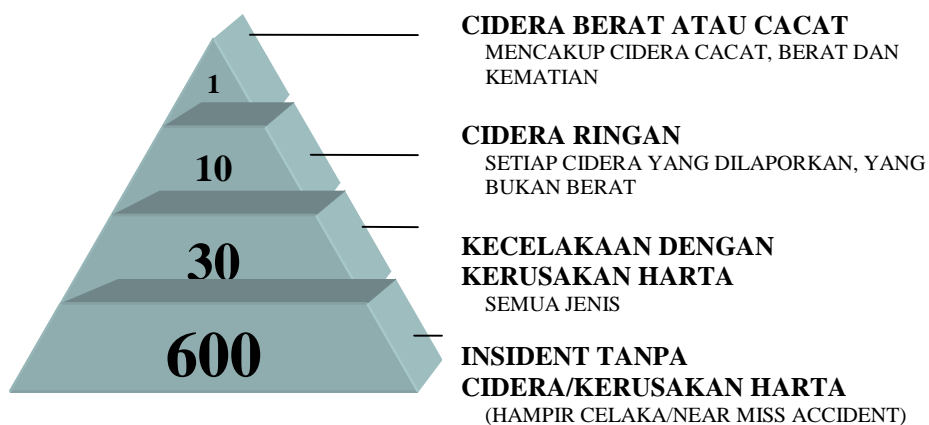 1
10
30
600
CIDERA BERAT ATAU CACAT
MENCAKUP CIDERA CACAT, BERAT DAN
KEMATIAN
CIDERA RINGAN
SETIAP CIDERA YANG DILAPORKAN, YANG
BUKAN BERAT
KECELAKAAN DENGAN
KERUSAKAN HARTA
SEMUA JENIS
INSIDENT TANPA
CIDERA/KERUSAKAN HARTA
(HAMPIR CELAKA/NEAR MISS ACCIDENT)